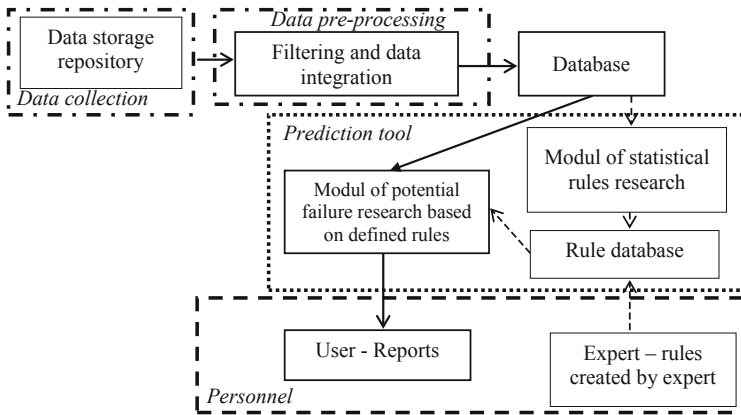 Data pre-processing
Data storage
repository
Data collection
Filtering and data
integration
Database
Prediction tool
Modul of statistical
rules research
Modul of potential
failure research based
on defined rules
Rule database
User - Reports
Expert – rules
created by expert
Personnel